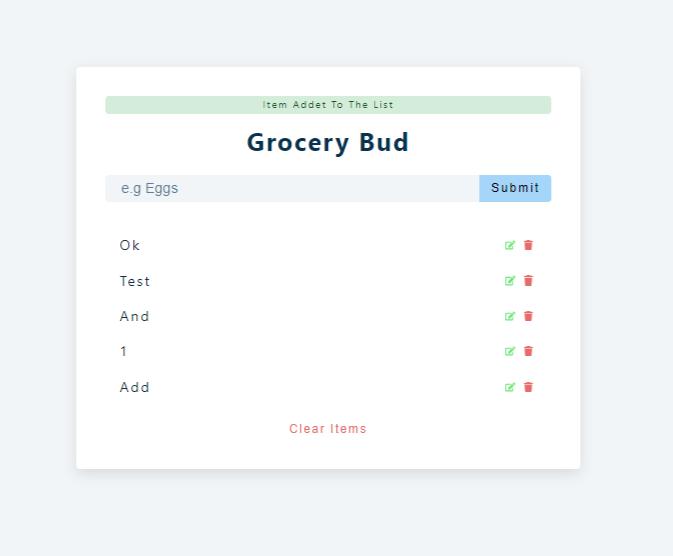 Item Addet To The List
Grocery Bud
e.g Eggs
Submit
Ok
Test
And
1
Add
Clear Items